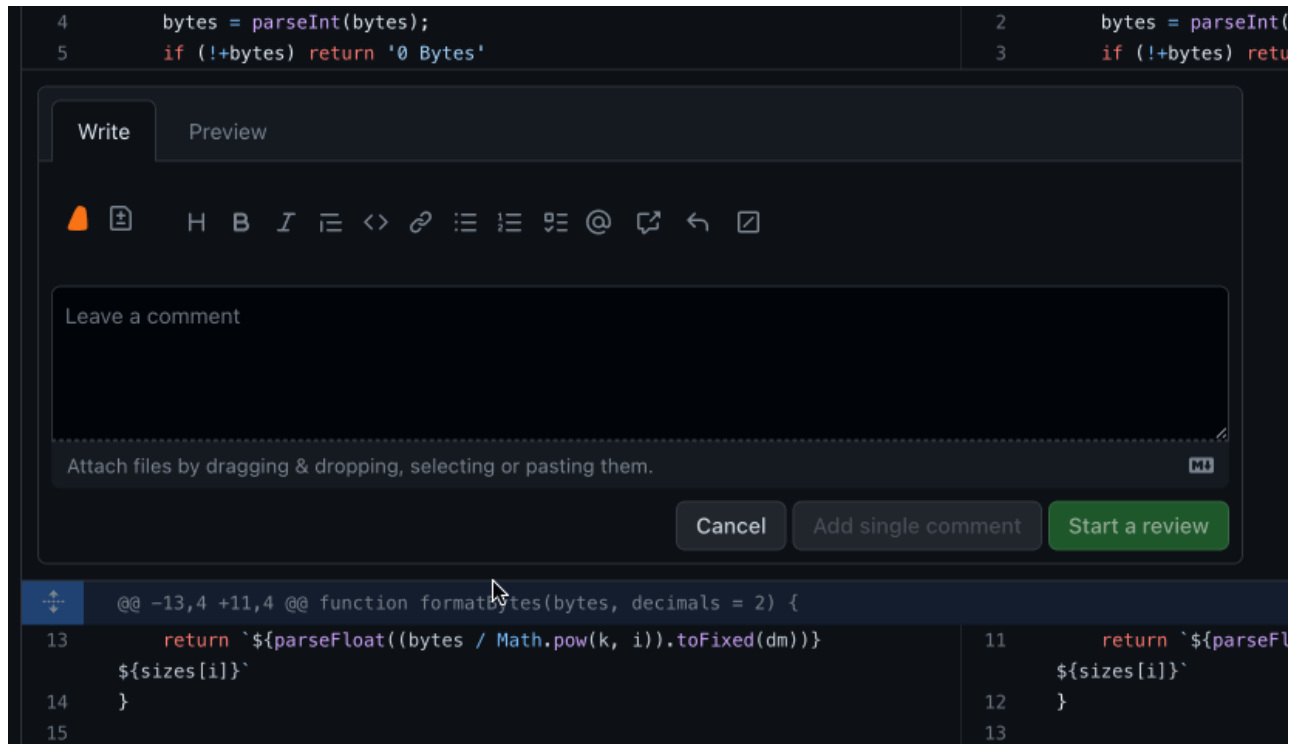 4 bytes = parseInt(bytes); 2 bytes = parseInt(
5 if (!+bytes) return '0 Bytes' 3 if (!+bytes) retu
Write Preview
H B I <> @
Leave a comment
Attach files by dragging & dropping, selecting or pasting them.
Cancel Add single comment Start a review
@@ -13,4 +11,4 @@ function formatBytes(bytes, decimals = 2) {
13 return `${parseFloat((bytes / Math.pow(k, i)).toFixed(dm))} 11 return `${parseFl
${sizes[i]}` ${sizes[i]}`
14 } 12 }
15 13